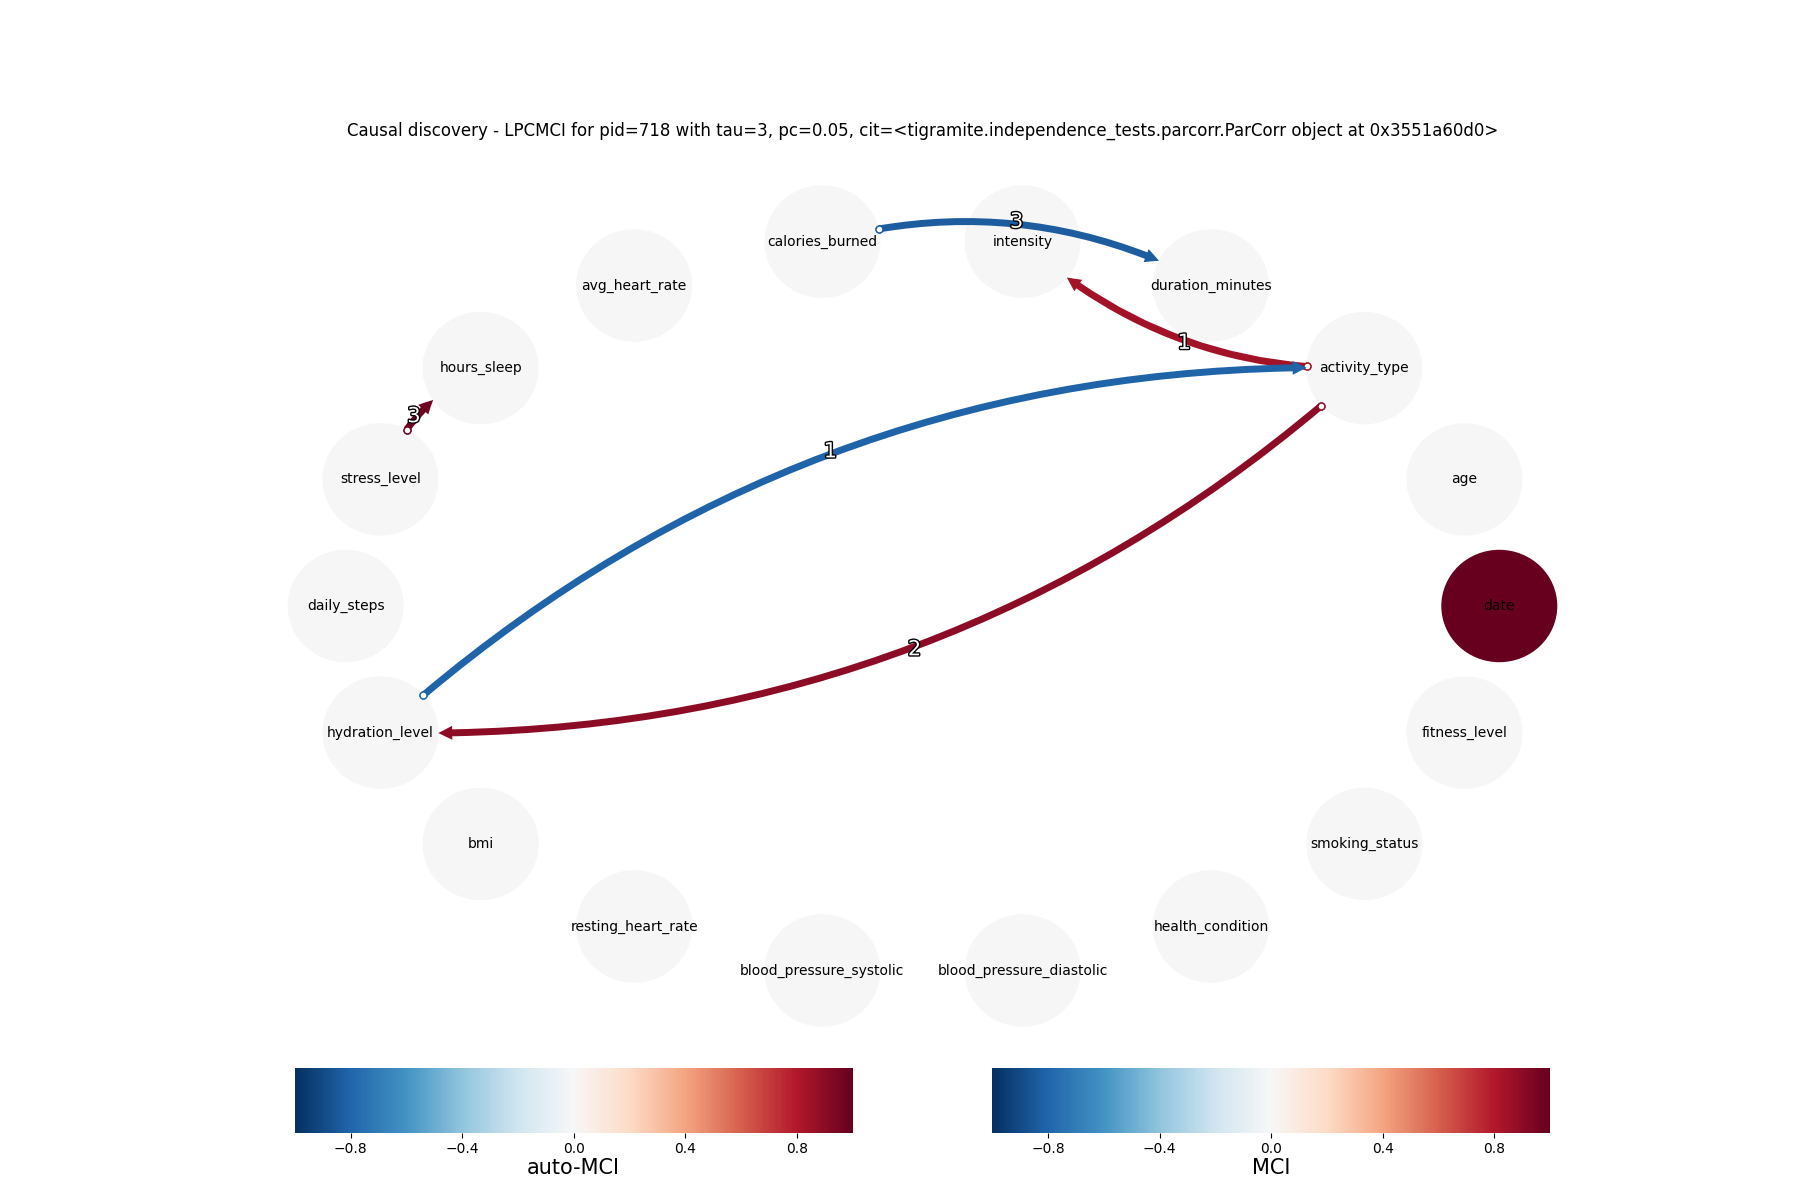 Causal discovery - LPCMCI for pid=718 with tau=3, pc=0.05, cit=<tigramite.independence_tests.parcorr.ParCorr object at 0x3551a60d0>
calories_burned
3
intensity
avg_heart_rate
duration_minutes
1
hours_sleep
activity_type
3
1
stress_level
age
daily_steps
date
2
hydration_level
fitness_level
bmi
smoking_status
resting_heart_rate
health_condition
blood_pressure_systolic
blood_pressure_diastolic
−0.8 −0.4 0.0 0.4 0.8
auto-MCI
−0.8 −0.4 0.0 0.4 0.8
MCI